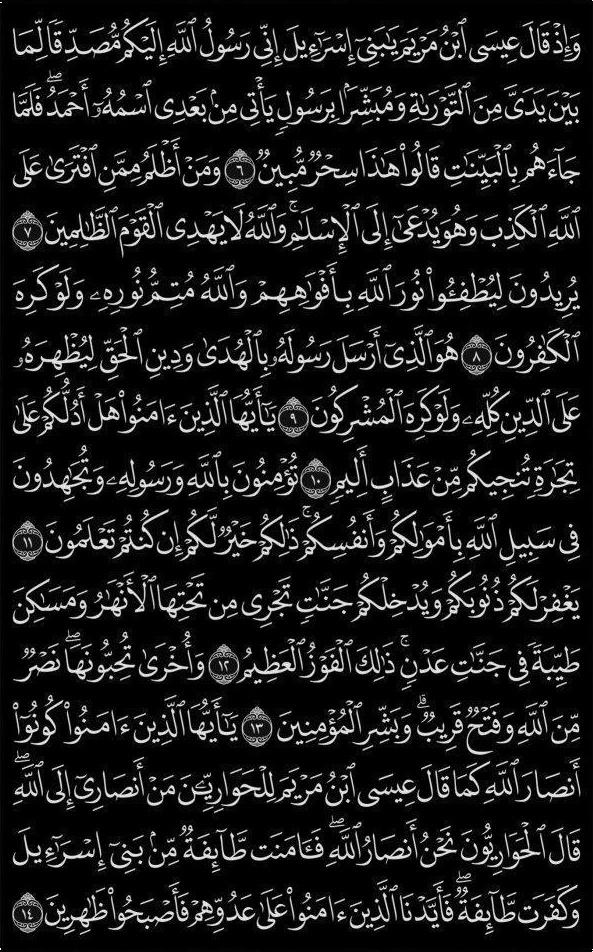 وَإِذۡ قَالَ عِيسَى ٱبۡنُ مَرۡيَمَ يَٰبَنِيٓ إِسۡرَٰٓءِيلَ إِنِّي رَسُولُ ٱللَّهِ إِلَيۡكُم مُّصَدِّقٗا لِّمَا
بَيۡنَ يَدَيَّ مِنَ ٱلتَّوۡرَىٰةِ وَمُبَشِّرَۢا بِرَسُولٖ يَأۡتِي مِنۢ بَعۡدِي ٱسۡمُهُۥٓ أَحۡمَدُۖ فَلَمَّا
جَآءَهُم بِٱلۡبَيِّنَٰتِ قَالُواْ هَٰذَا سِحۡرٞ مُّبِينٞ ٦ وَمَنۡ أَظۡلَمُ مِمَّنِ ٱفۡتَرَىٰ عَلَى
ٱللَّهِ ٱلۡكَذِبَ وَهُوَ يُدۡعَىٰٓ إِلَى ٱلۡإِسۡلَٰمِۚ وَٱللَّهُ لَا يَهۡدِي ٱلۡقَوۡمَ ٱلظَّٰلِمِينَ ٧
يُرِيدُونَ لِيُطۡفِـُٔواْ نُورَ ٱللَّهِ بِأَفۡوَٰهِهِمۡ وَٱللَّهُ مُتِمُّ نُورِهِۦ وَلَوۡ كَرِهَ
ٱلۡكَٰفِرُونَ ٨ هُوَ ٱلَّذِيٓ أَرۡسَلَ رَسُولَهُۥ بِٱلۡهُدَىٰ وَدِينِ ٱلۡحَقِّ لِيُظۡهِرَهُۥ
عَلَى ٱلدِّينِ كُلِّهِۦ وَلَوۡ كَرِهَ ٱلۡمُشۡرِكُونَ ٩ يَٰٓأَيُّهَا ٱلَّذِينَ ءَامَنُواْ هَلۡ أَدُلُّكُمۡ عَلَىٰ
تِجَٰرَةٖ تُنجِيكُم مِّنۡ عَذَابٍ أَلِيمٖ ١٠ تُؤۡمِنُونَ بِٱللَّهِ وَرَسُولِهِۦ وَتُجَٰهِدُونَ
فِي سَبِيلِ ٱللَّهِ بِأَمۡوَٰلِكُمۡ وَأَنفُسِكُمۡۚ ذَٰلِكُمۡ خَيۡرٞ لَّكُمۡ إِن كُنتُمۡ تَعۡلَمُونَ ١١
يَغۡفِرۡ لَكُمۡ ذُنُوبَكُمۡ وَيُدۡخِلۡكُمۡ جَنَّٰتٖ تَجۡرِي مِن تَحۡتِهَا ٱلۡأَنۡهَٰرُ وَمَسَٰكِنَ
طَيِّبَةٗ فِي جَنَّٰتِ عَدۡنٖۚ ذَٰلِكَ ٱلۡفَوۡزُ ٱلۡعَظِيمُ ١٢ وَأُخۡرَىٰ تُحِبُّونَهَاۖ نَصۡرٞ
مِّنَ ٱللَّهِ وَفَتۡحٞ قَرِيبٞۗ وَبَشِّرِ ٱلۡمُؤۡمِنِينَ ١٣ يَٰٓأَيُّهَا ٱلَّذِينَ ءَامَنُواْ كُونُوٓاْ
أَنصَارَ ٱللَّهِ كَمَا قَالَ عِيسَى ٱبۡنُ مَرۡيَمَ لِلۡحَوَارِيِّـۧنَ مَنۡ أَنصَارِيٓ إِلَى ٱللَّهِۖ
قَالَ ٱلۡحَوَارِيُّونَ نَحۡنُ أَنصَارُ ٱللَّهِۖ فَـَٔامَنَت طَّآئِفَةٞ مِّنۢ بَنِيٓ إِسۡرَٰٓءِيلَ
وَكَفَرَت طَّآئِفَةٞۖ فَأَيَّدۡنَا ٱلَّذِينَ ءَامَنُواْ عَلَىٰ عَدُوِّهِمۡ فَأَصۡبَحُواْ ظَٰهِرِينَ ١٤